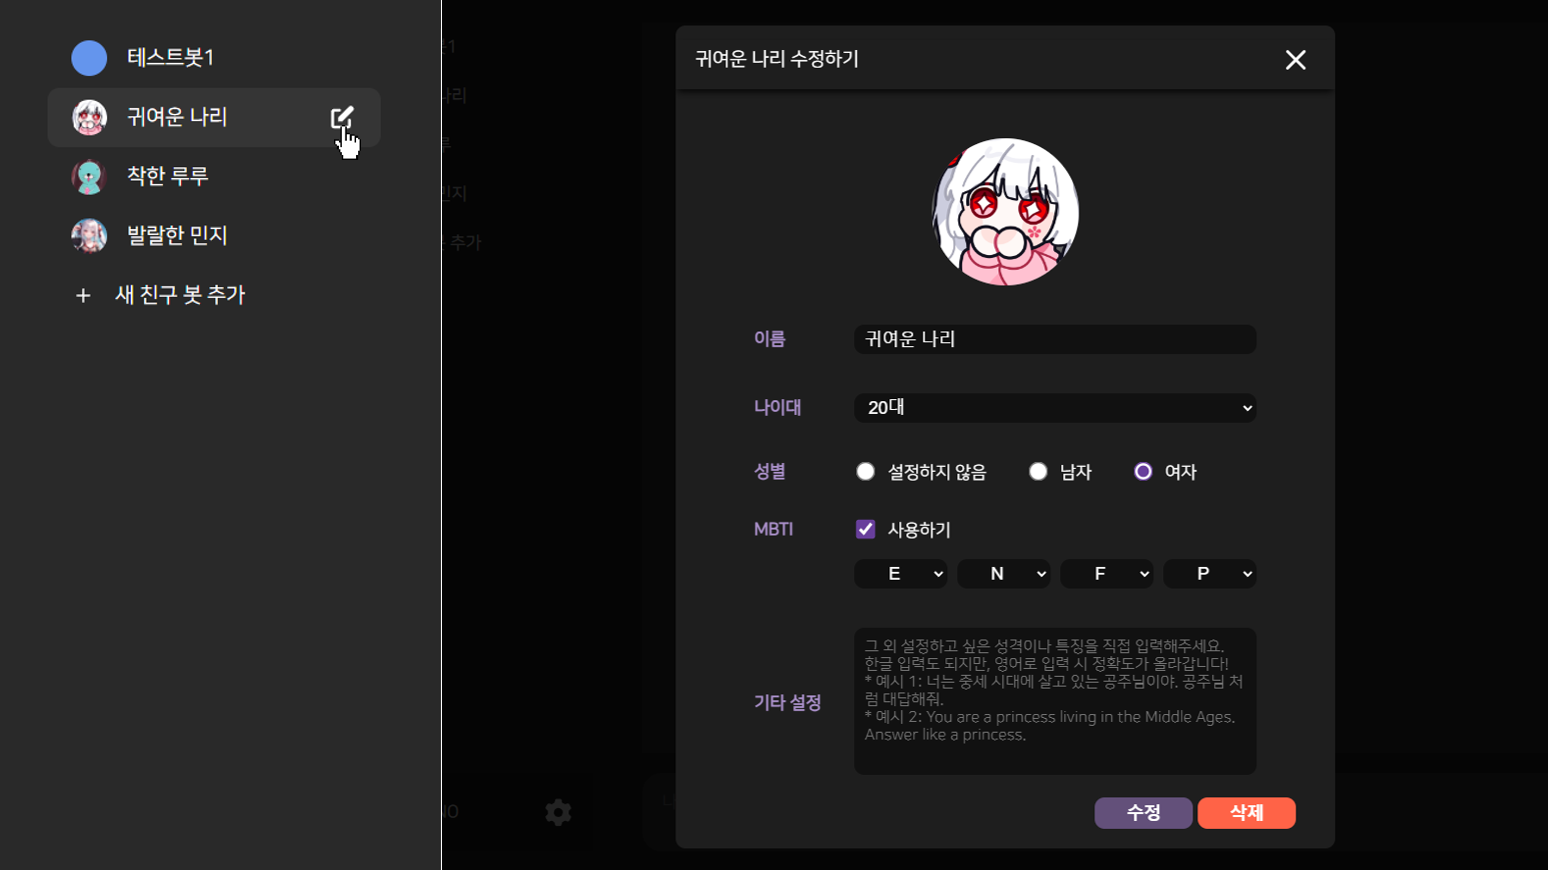 테스트봇1
귀여운 나리
착한 루루
발랄한 민지
+ 새 친구 봇 추가
귀여운 나리 수정하기
이름
귀여운 나리
나이대
20대
성별
설정하지 않음
남자
여자
MBTI
사용하기
E
N
F
P
기타 설정
그 외 설정하고 싶은 성격이나 특징을 직접 입력해주세요.
한글 입력도 되지만, 영어로 입력 시 정확도가 올라갑니다!
* 예시 1: 너는 중세 시대에 살고 있는 공주님이야. 공주님 처
럼 대답해줘.
* 예시 2: You are a princess living in the Middle Ages.
Answer like a princess.
수정
삭제
1
나리
민지
추가